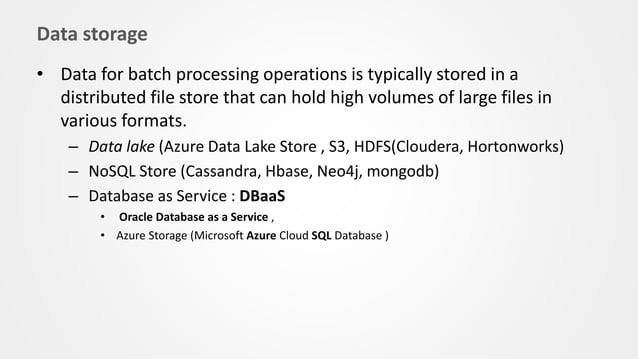 Data storage
• Data for batch processing operations is typically stored in a
distributed file store that can hold high volumes of large files in
various formats.
– Data lake (Azure Data Lake Store , S3, HDFS(Cloudera, Hortonworks)
– NoSQL Store (Cassandra, Hbase, Neo4j, mongodb)
– Database as Service : DBaaS
• Oracle Database as a Service ,
• Azure Storage (Microsoft Azure Cloud SQL Database )